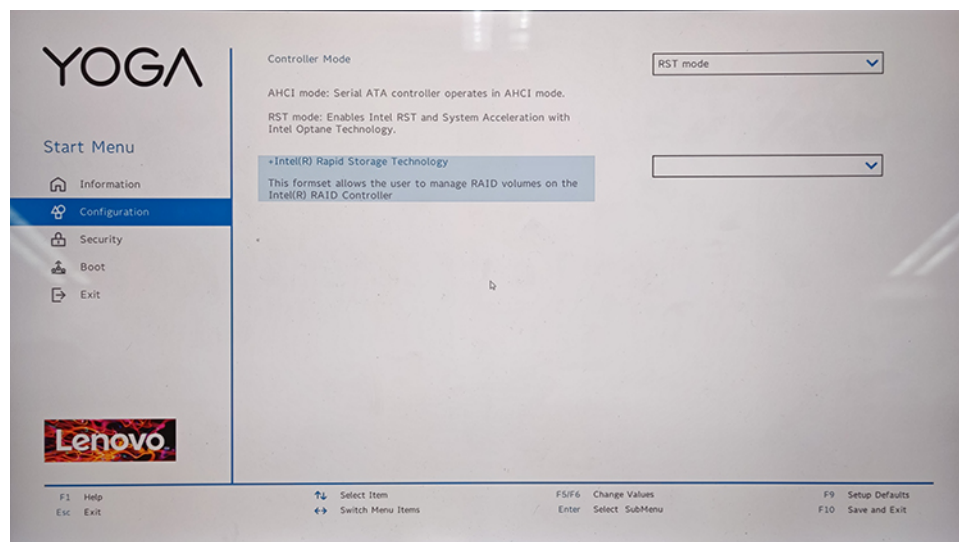 YOGA
Start Menu
Information
Configuration
Security
Boot
Exit
Lenovo
Controller Mode
RST mode
AHCI mode: Serial ATA controller operates in AHCI mode.
RST mode: Enables Intel RST and System Acceleration with
Intel Optane Technology.
+Intel(R) Rapid Storage Technology
This formset allows the user to manage RAID volumes on the
Intel(R) RAID Controller
F1 Help
Esc Exit
↑↓ Select Item
↔ Switch Menu Items
F5/F6 Change Values
Enter Select SubMenu
F9 Setup Defaults
F10 Save and Exit